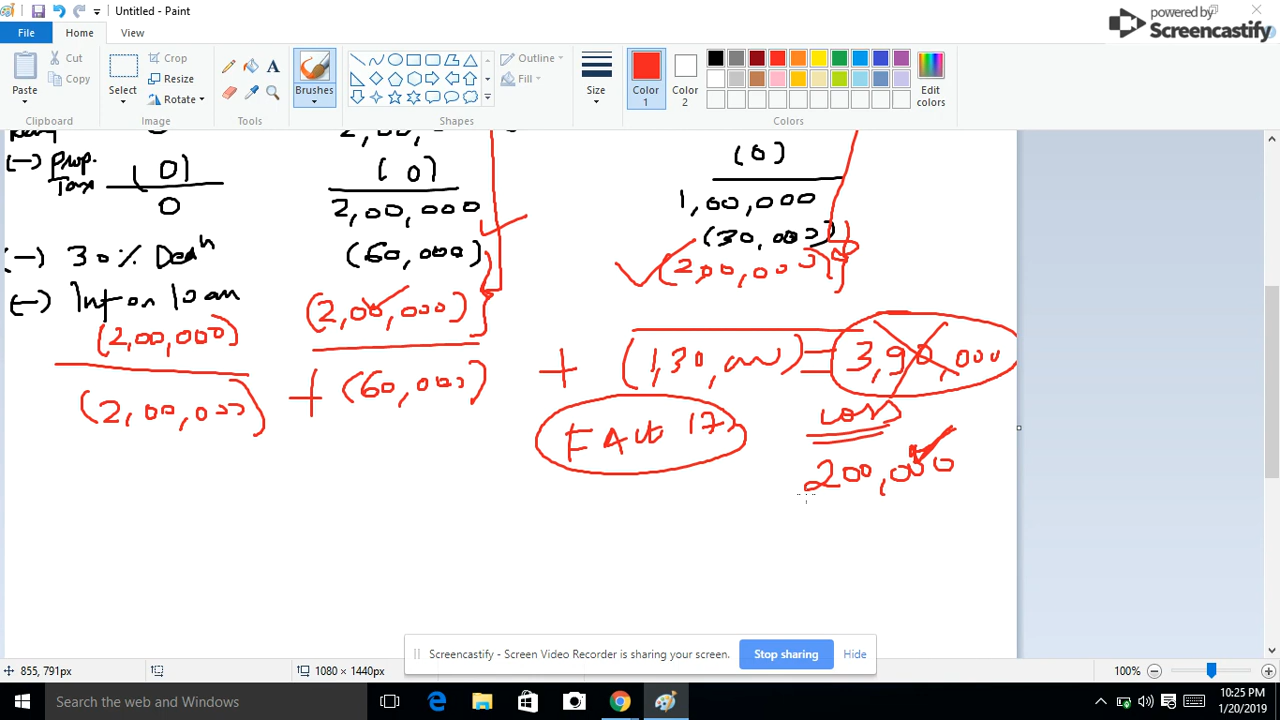 Untitled - Paint
powered by
Screencastify
File Home View
Paste
Cut
Copy
Clipboard
Select
Crop
Resize
Rotate
Image
Tools
Brushes
Shapes
Outline
Fill
Size
Color 1
Color 2
Edit colors
Colors
(-) Prop. Tax (0) (0) (0)
0 2,00,000 1,00,000
(-) 30% Dedn (60,000) (30,000)
(-) Int on loan (2,00,000) (200,000)
(2,00,000)
(2,00,000) + (60,000) + (1,30,000) = 3,90,000
Loss
200,000
855, 791px
1080 × 1440px
100%
Screencastify - Screen Video Recorder is sharing your screen.
Stop sharing
Hide
Search the web and Windows
10:25 PM
1/20/2019